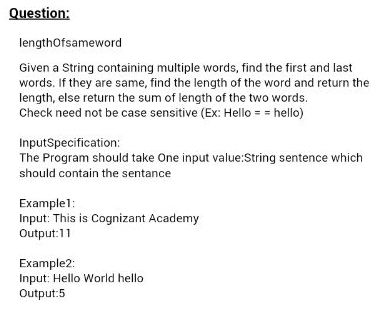 Question:
lengthOfsameword
Given a String containing multiple words, find the first and last
words. If they are same, find the length of the word and return the
length, else return the sum of length of the two words.
Check need not be case sensitive (Ex: Hello = = hello)
InputSpecification:
The Program should take One input value:String sentence which
should contain the sentance
Example1:
Input: This is Cognizant Academy
Output:11
Example2:
Input: Hello World hello
Output:5